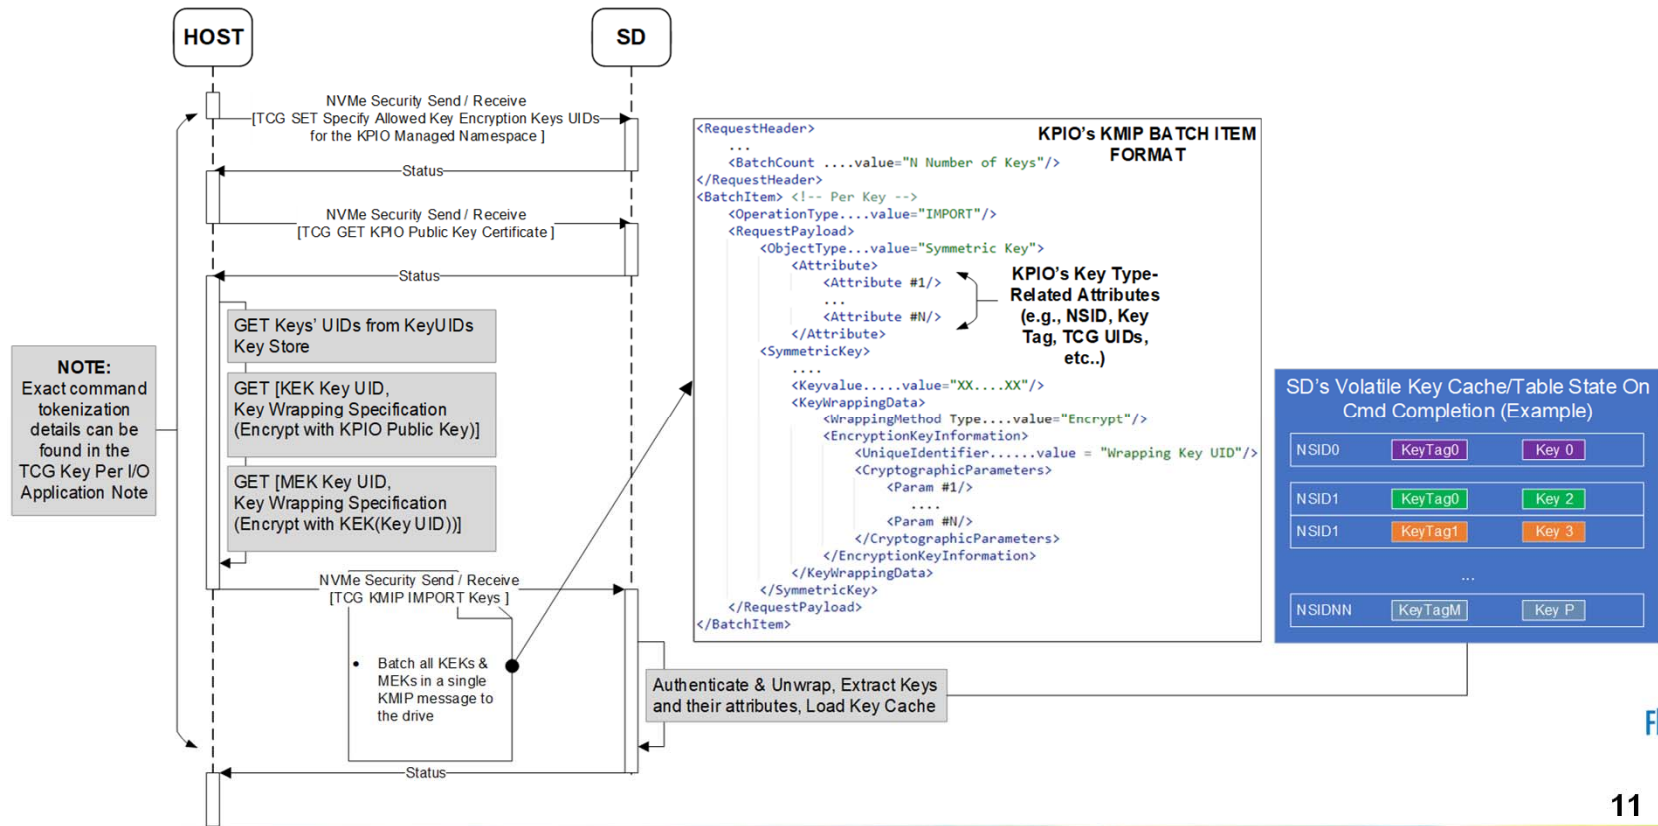 HOST
SD
NVMe Security Send / Receive
[TCG SET Specify Allowed Key Encryption Keys UIDs
for the KPIO Managed Namespace ]
Status
NVMe Security Send / Receive
[TCG GET KPIO Public Key Certificate ]
Status
GET Keys' UIDs from KeyUIDs
Key Store
GET [KEK Key UID,
Key Wrapping Specification
(Encrypt with KPIO Public Key)]
GET [MEK Key UID,
Key Wrapping Specification
(Encrypt with KEK(Key UID))]
NOTE:
Exact command
tokenization
details can be
found in the
TCG Key Per I/O
Application Note
NVMe Security Send / Receive
[TCG KMIP IMPORT Keys ]
• Batch all KEKs &
MEKs in a single
KMIP message to
the drive
Authenticate & Unwrap, Extract Keys
and their attributes, Load Key Cache
Status
KPIO's KMIP BATCH ITEM
FORMAT
<RequestHeader>
...
<BatchCount ....value="N Number of Keys"/>
</RequestHeader>
<BatchItem> <!-- Per Key -->
<OperationType....value="IMPORT"/>
<RequestPayload>
<ObjectType...value="Symmetric Key">
<Attribute>
<Attribute #1/>
...
<Attribute #N/>
</Attribute>
<SymmetricKey>
....
<Keyvalue.....value="XX....XX"/>
<KeyWrappingData>
<WrappingMethod Type....value="Encrypt"/>
<EncryptionKeyInformation>
<UniqueIdentifier......value = "Wrapping Key UID"/>
<CryptographicParameters>
<Param #1/>
....
<Param #N/>
</CryptographicParameters>
</EncryptionKeyInformation>
</KeyWrappingData>
</SymmetricKey>
</RequestPayload>
</BatchItem>
KPIO's Key Type-
Related Attributes
(e.g., NSID, Key
Tag, TCG UIDs,
etc..)
SD's Volatile Key Cache/Table State On
Cmd Completion (Example)
NSID0 KeyTag0 Key 0
NSID1 KeyTag0 Key 2
NSID1 KeyTag1 Key 3
...
NSIDNN KeyTagM Key P
11